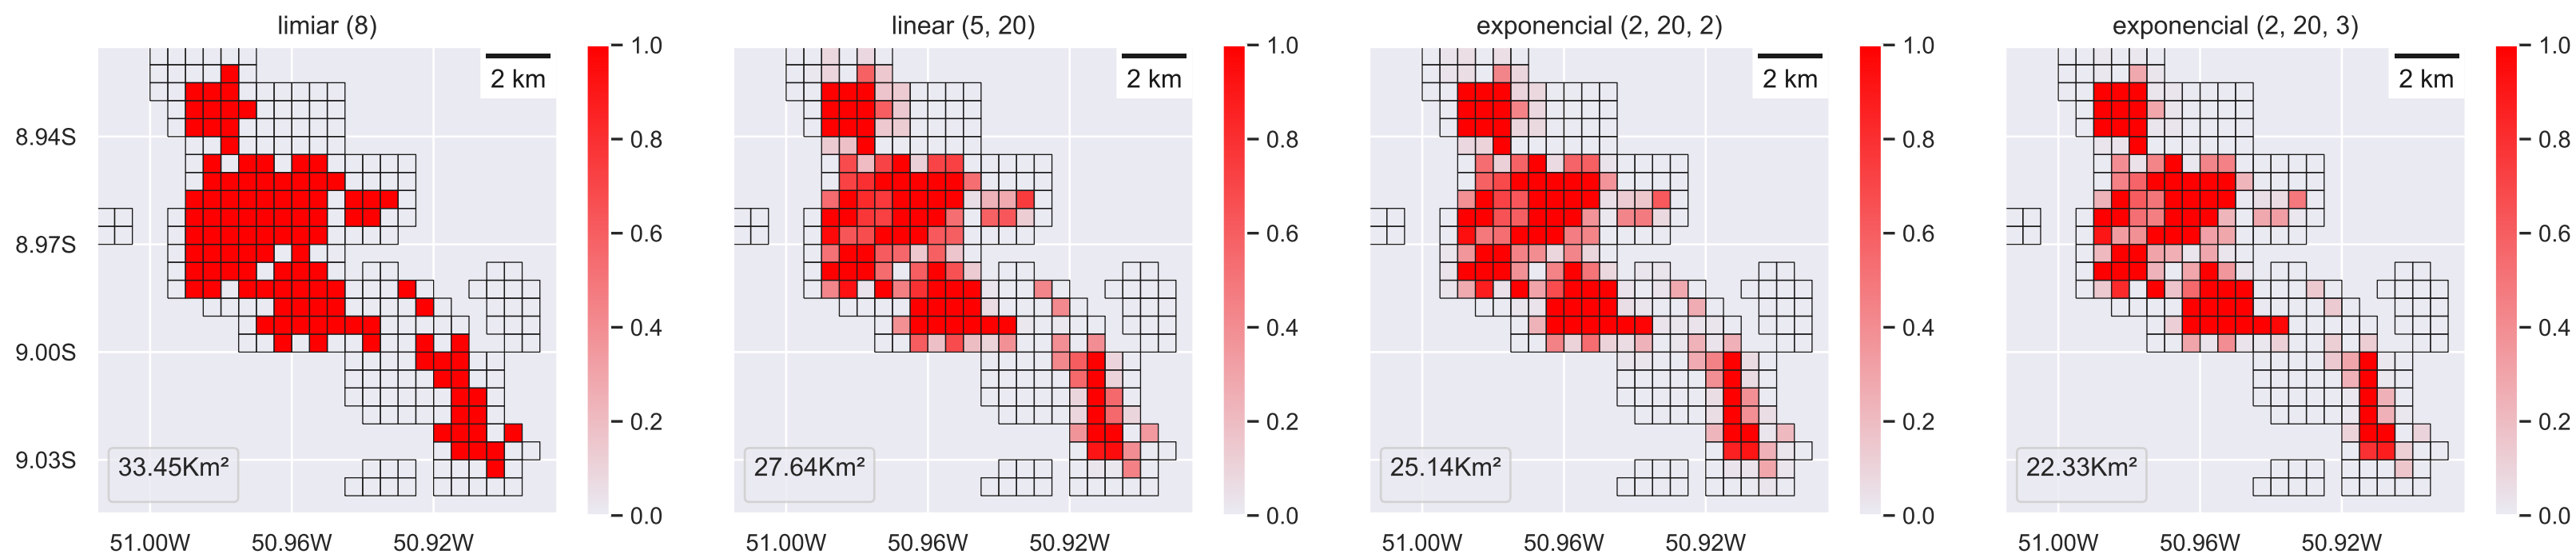 limiar (8)
2 km
1.0
0.8
0.6
0.4
0.2
0.0
8.94S
8.97S
9.00S
9.03S
33.45Km²
51.00W 50.96W 50.92W
linear (5, 20)
2 km
1.0
0.8
0.6
0.4
0.2
0.0
27.64Km²
51.00W 50.96W 50.92W
exponencial (2, 20, 2)
2 km
1.0
0.8
0.6
0.4
0.2
0.0
25.14Km²
51.00W 50.96W 50.92W
exponencial (2, 20, 3)
2 km
1.0
0.8
0.6
0.4
0.2
0.0
22.33Km²
51.00W 50.96W 50.92W